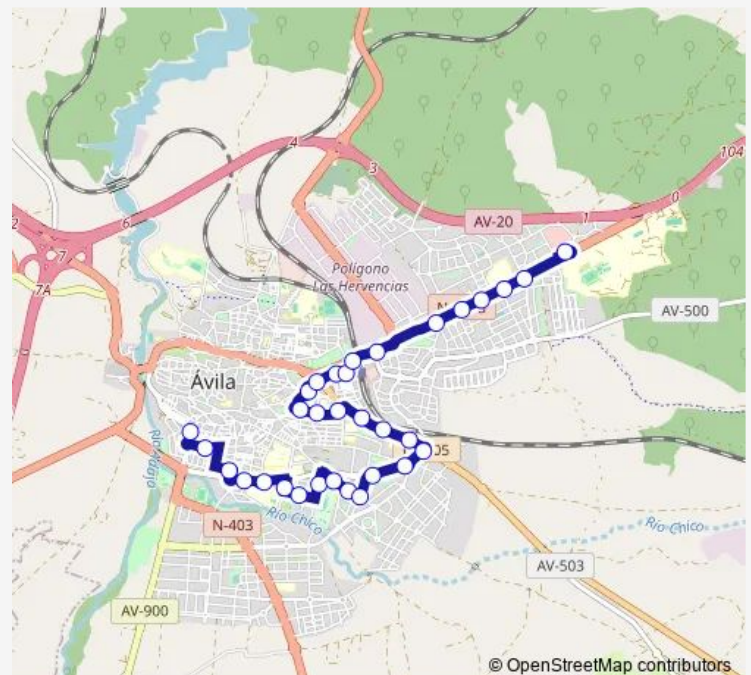 104
4
3
0
2
6
1
AV-20
7
Polígono
Las Hervencias
7A
AV-500
Ávila
05
Río Adaja
Río Chico
N-403
Río Chico
AV-503
AV-900
© OpenStreetMap contributors